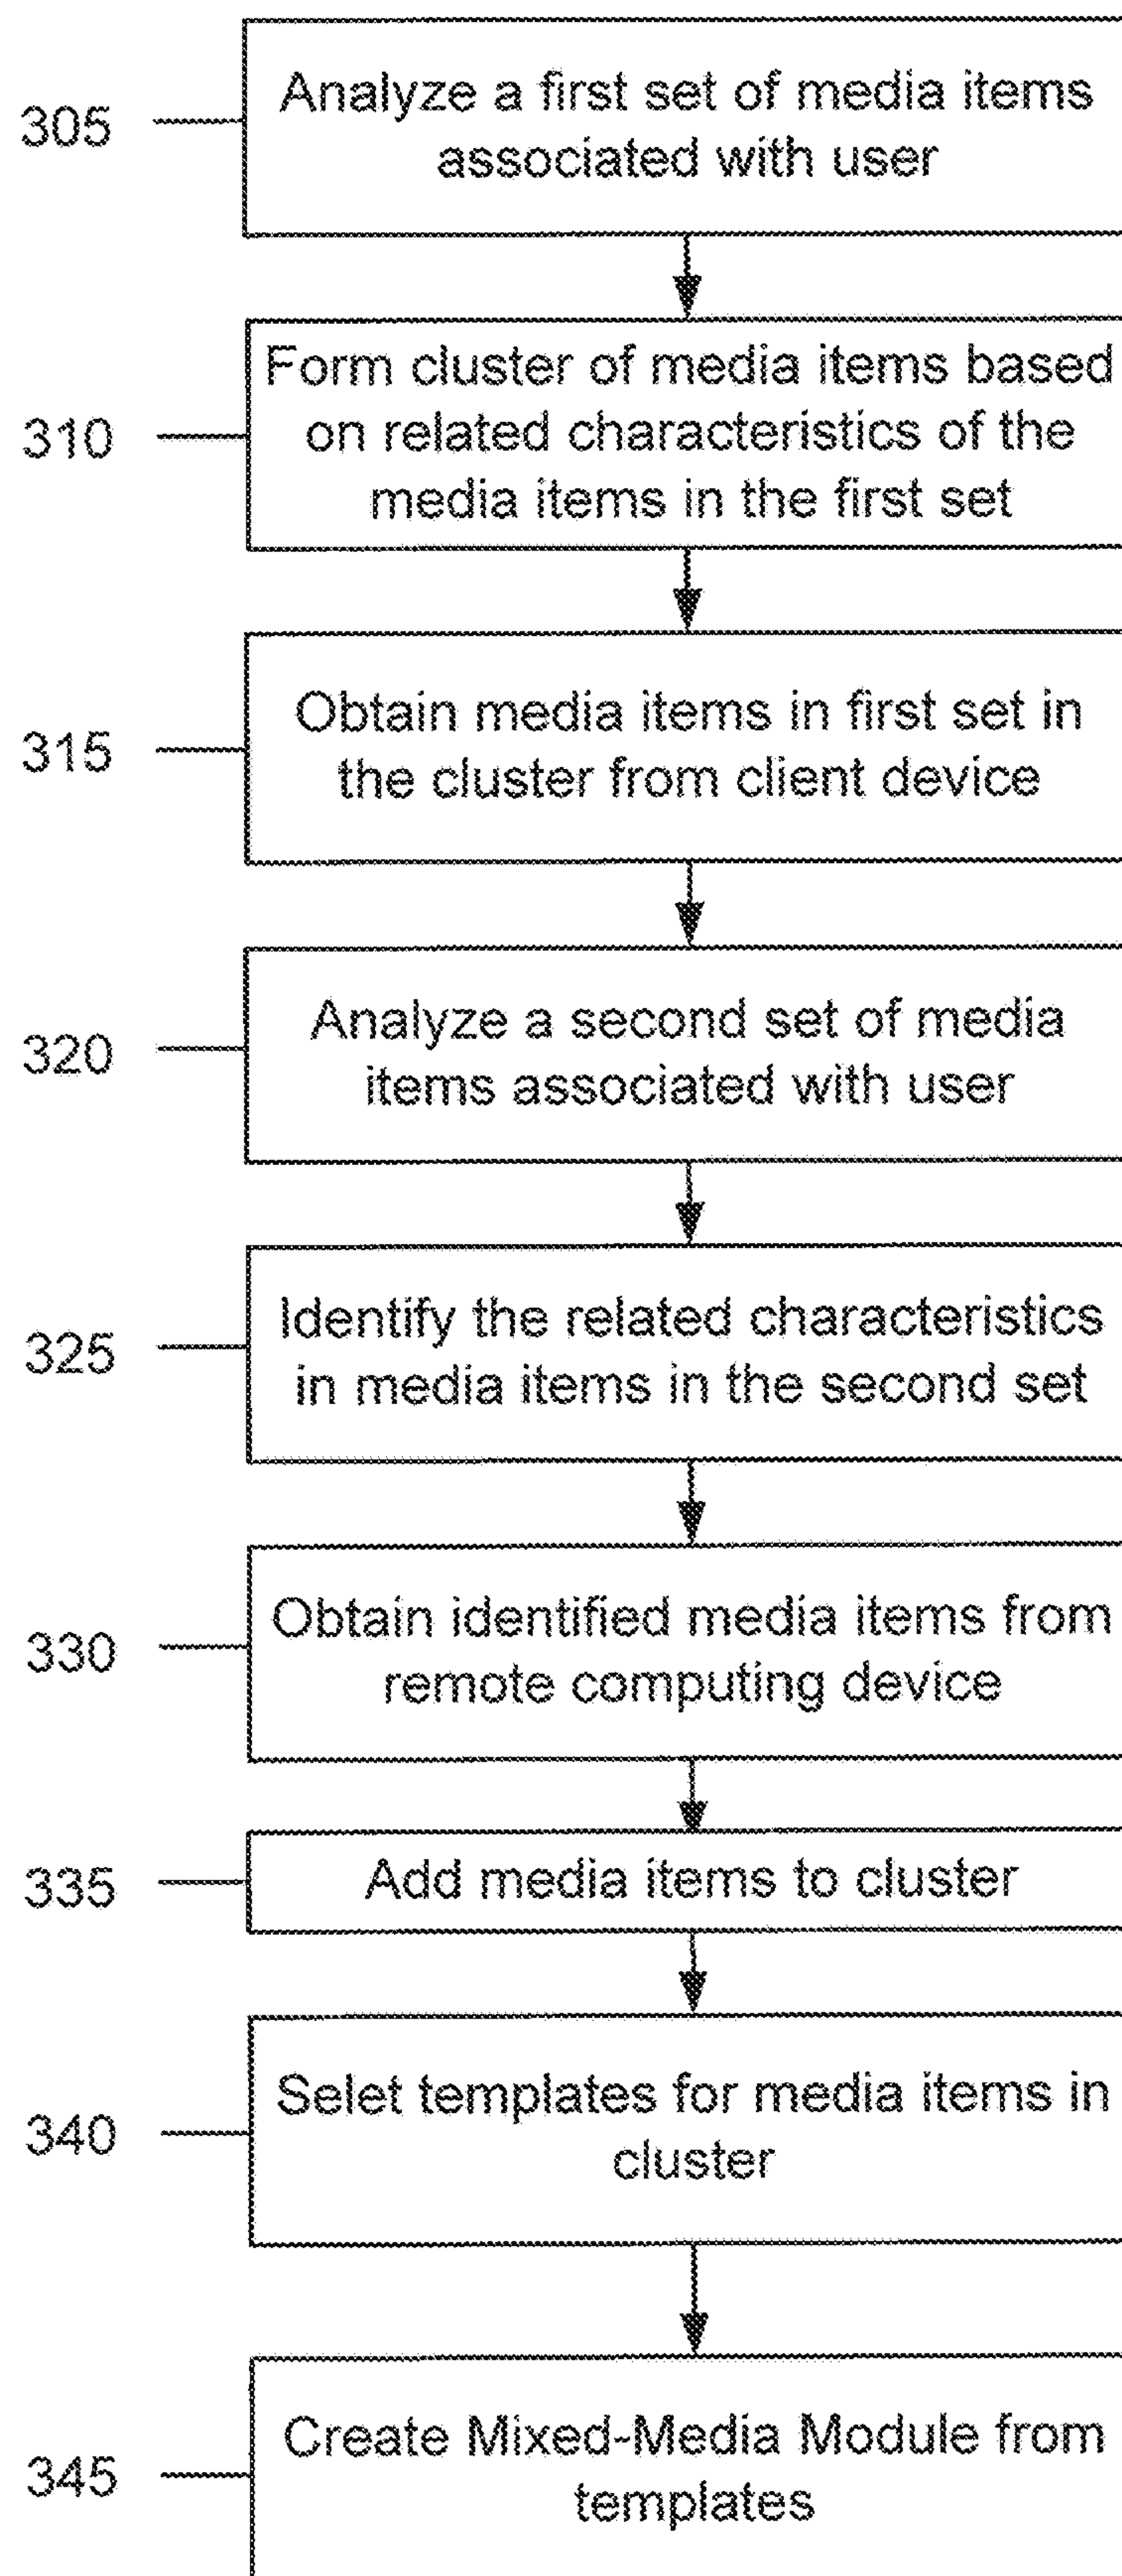 305
Analyze a first set of media items
associated with user
310
Form cluster of media items based
on related characteristics of the
media items in the first set
315
Obtain media items in first set in
the cluster from client device
320
Analyze a second set of media
items associated with user
325
Identify the related characteristics
in media items in the second set
330
Obtain identified media items from
remote computing device
335
Add media items to cluster
340
Selet templates for media items in
cluster
345
Create Mixed-Media Module from
templates